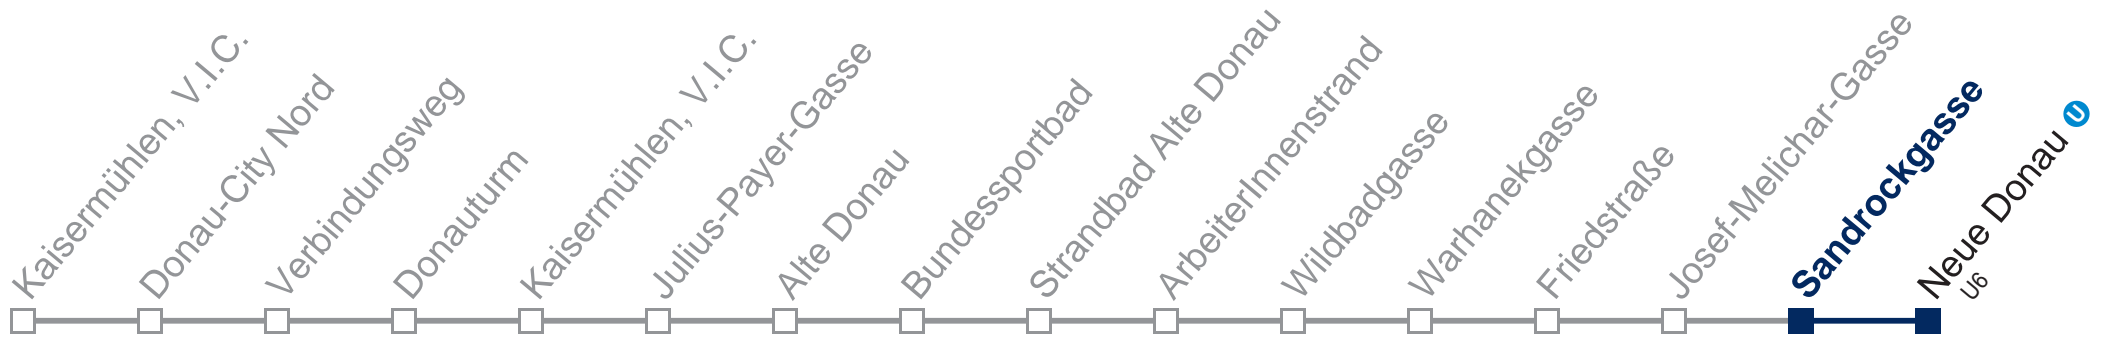 Kaisermühlen, V.I.C.
Donau-City Nord
Verbindungsweg
Donauturm
Kaisermühlen, V.I.C.
Julius-Payer-Gasse
Alte Donau
Bundessportbad
Strandbad Alte Donau
ArbeiterInnenstrand
Wildbadgasse
Warhanekgasse
Friedstraße
Josef-Melichar-Gasse
Sandrockgasse
Neue Donau U
U6